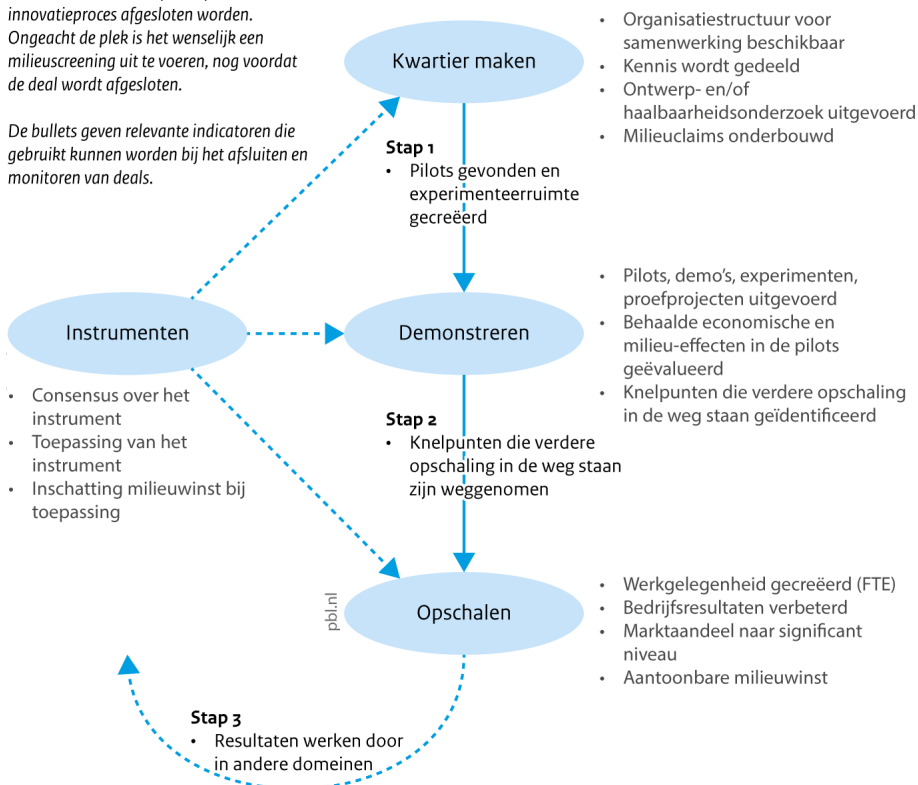 innovatieproces afgesloten worden.
Ongeacht de plek is het wenselijk een
milieuscreening uit te voeren, nog voordat
de deal wordt afgesloten.
De bullets geven relevante indicatoren die
gebruikt kunnen worden bij het afsluiten en
monitoren van deals.
Kwartier maken
• Organisatiestructuur voor
samenwerking beschikbaar
• Kennis wordt gedeeld
• Ontwerp- en/of
haalbaarheidsonderzoek uitgevoerd
• Milieuclaims onderbouwd
Stap 1
• Pilots gevonden en
experimenteerruimte
gecreëerd
Instrumenten
• Consensus over het
instrument
• Toepassing van het
instrument
• Inschatting milieuwinst bij
toepassing
Demonstreren
• Pilots, demo's, experimenten,
proefprojecten uitgevoerd
• Behaalde economische en
milieu-effecten in de pilots
geëvalueerd
• Knelpunten die verdere opschaling
in de weg staan geïdentificeerd
Stap 2
• Knelpunten die verdere
opschaling in de weg staan
zijn weggenomen
Opschalen
• Werkgelegenheid gecreëerd (FTE)
• Bedrijfsresultaten verbeterd
• Marktaandeel naar significant
niveau
• Aantoonbare milieuwinst
pbl.nl
Stap 3
• Resultaten werken door
in andere domeinen